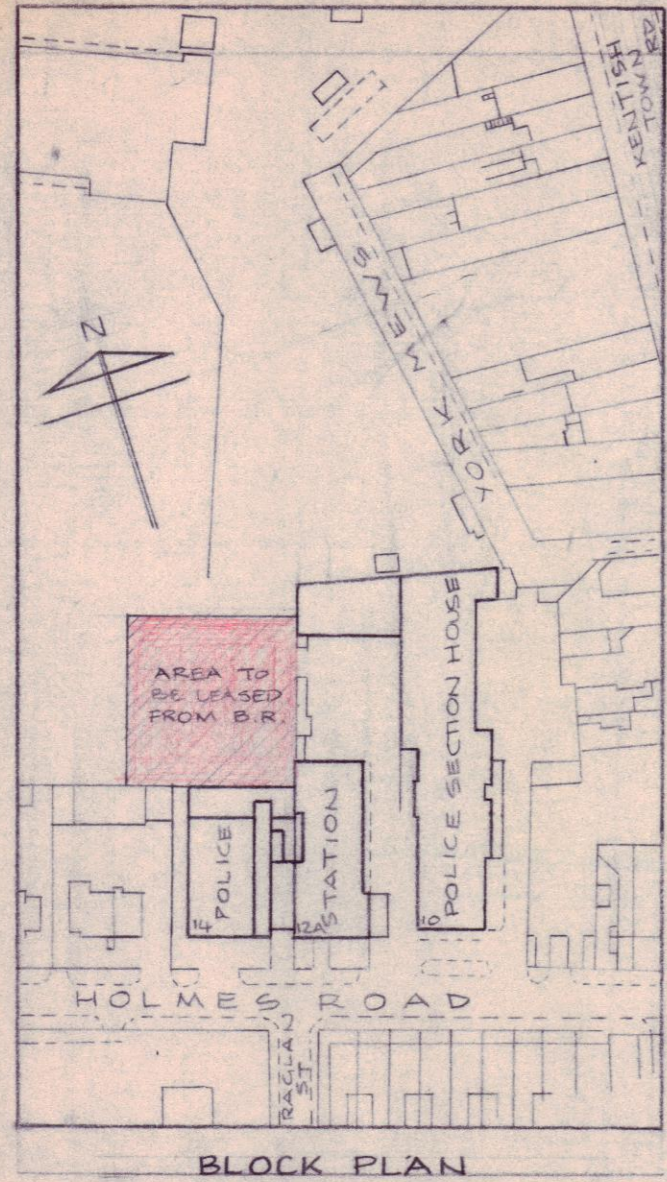 KENTISH
TOWN RD
N
YORK MEWS
AREA TO
BE LEASED
FROM B.R.
POLICE
14
STATION
12A
POLICE SECTION HOUSE
10
HOLMES ROAD
RAGLAN
ST
BLOCK PLAN